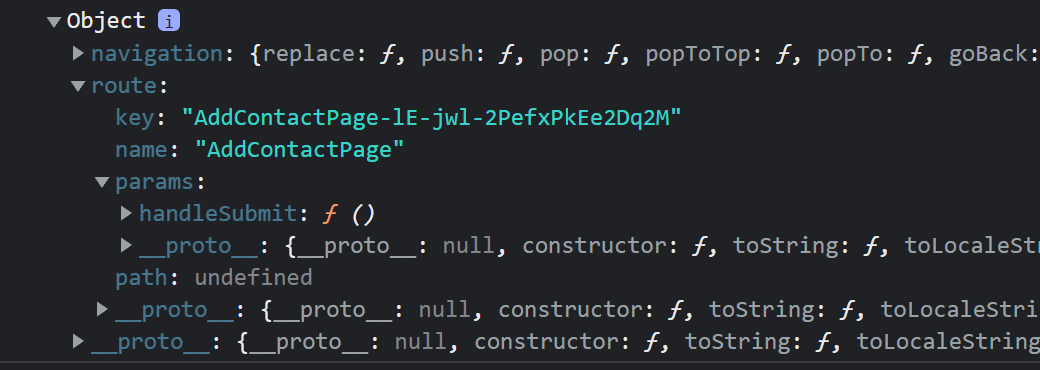 ▼Object i
▶navigation: {replace: ƒ, push: ƒ, pop: ƒ, popToTop: ƒ, popTo: ƒ, goBack:
▼route:
key: "AddContactPage-lE-jwl-2PefxPkEe2Dq2M"
name: "AddContactPage"
▼params:
▶handleSubmit: ƒ ()
▶__proto__: {__proto__: null, constructor: ƒ, toString: ƒ, toLocaleStr
path: undefined
▶__proto__: {__proto__: null, constructor: ƒ, toString: ƒ, toLocaleStri
▶__proto__: {__proto__: null, constructor: ƒ, toString: ƒ, toLocaleString